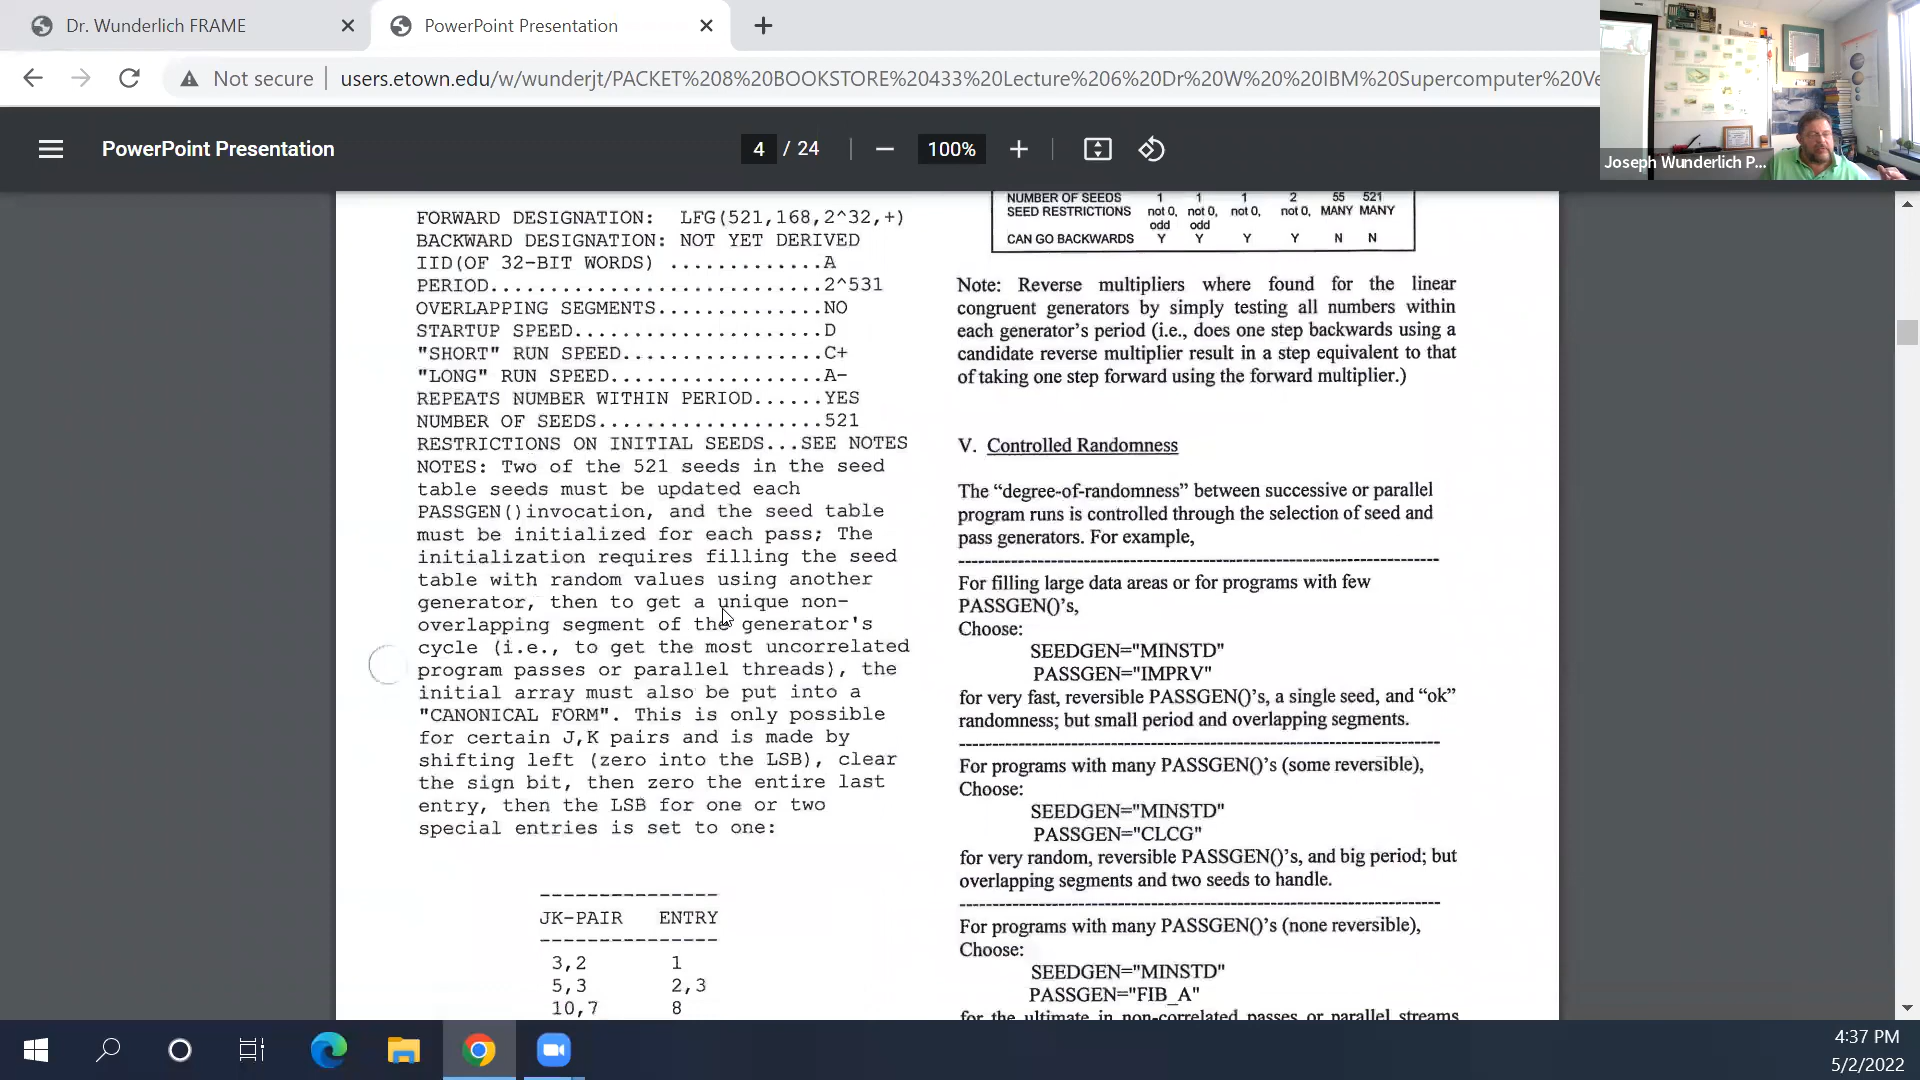 Dr. Wunderlich FRAME
PowerPoint Presentation
Not secure
users.etown.edu/w/wunderjt/PACKET%208%20BOOKSTORE%20433%20Lecture%206%20Dr%20W%20%20IBM%20Supercomputer%20Ve
PowerPoint Presentation
4 / 24
100%
Joseph Wunderlich P...
FORWARD DESIGNATION: LFG(521,168,2^32,+)
BACKWARD DESIGNATION: NOT YET DERIVED
IID(OF 32-BIT WORDS) .............A
PERIOD............................2^531
OVERLAPPING SEGMENTS..............NO
STARTUP SPEED.....................D
"SHORT" RUN SPEED.................C+
"LONG" RUN SPEED..................A-
REPEATS NUMBER WITHIN PERIOD......YES
NUMBER OF SEEDS...................521
RESTRICTIONS ON INITIAL SEEDS...SEE NOTES
NOTES: Two of the 521 seeds in the seed
table seeds must be updated each
PASSGEN()invocation, and the seed table
must be initialized for each pass; The
initialization requires filling the seed
table with random values using another
generator, then to get a unique non-
overlapping segment of the generator's
cycle (i.e., to get the most uncorrelated
program passes or parallel threads), the
initial array must also be put into a
"CANONICAL FORM". This is only possible
for certain J,K pairs and is made by
shifting left (zero into the LSB), clear
the sign bit, then zero the entire last
entry, then the LSB for one or two
special entries is set to one:
JK-PAIR ENTRY
3,2 1
5,3 2,3
10,7 8
NUMBER OF SEEDS 1 1 1 2 55 521
SEED RESTRICTIONS not 0, not 0, not 0, not 0, MANY MANY
odd odd
CAN GO BACKWARDS Y Y Y Y N N
Note: Reverse multipliers where found for the linear
congruent generators by simply testing all numbers within
each generator's period (i.e., does one step backwards using a
candidate reverse multiplier result in a step equivalent to that
of taking one step forward using the forward multiplier.)
V. Controlled Randomness
The “degree-of-randomness” between successive or parallel
program runs is controlled through the selection of seed and
pass generators. For example,
For filling large data areas or for programs with few
PASSGEN()'s,
Choose:
SEEDGEN="MINSTD"
PASSGEN="IMPRV"
for very fast, reversible PASSGEN()'s, a single seed, and “ok”
randomness; but small period and overlapping segments.
For programs with many PASSGEN()'s (some reversible),
Choose:
SEEDGEN="MINSTD"
PASSGEN="CLCG"
for very random, reversible PASSGEN()'s, and big period; but
overlapping segments and two seeds to handle.
For programs with many PASSGEN()'s (none reversible),
Choose:
SEEDGEN="MINSTD"
PASSGEN="FIB_A"
for the ultimate in non-correlated passes or parallel streams
4:37 PM
5/2/2022